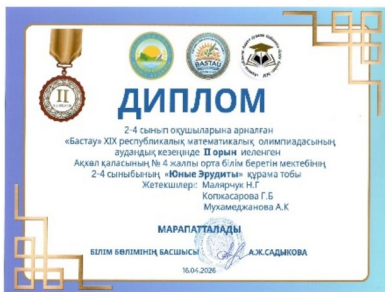 II
BASTAU
ДИПЛОМ
2-4 сынып оқушыларына арналған
«Бастау» XIX республикалық математикалық олимпиадасының
аудандық кезеңінде II орын иеленген
Ақкөл қаласының № 4 жалпы орта білім беретін мектебінің
2-4 сыныбының «Юные Эрудиты» құрама тобы
Жетекшілер: Малярчук Н.Г
Копжасарова Г.Б
Мухамеджанова А.К
МАРАПАТТАЛАДЫ
БІЛІМ БӨЛІМІНІҢ БАСШЫСЫ А.Ж.САДЫКОВА
16.04.2026